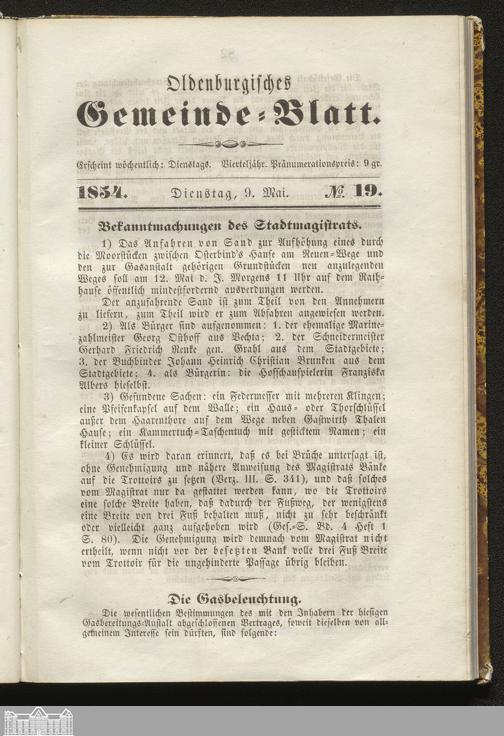 Oldenburgisches
Gemeinde-Blatt.
Erscheint wöchentlich: Dienstags. Vierteljähr. Pränumerationspreis: 9 gr.
1854. Dienstag, 9. Mai. № 19.
Bekanntmachungen des Stadtmagistrats.
1) Das Anfahren von Sand zur Aufhöhung eines durch
die Moorstücken zwischen Osterbind's Hause am Neuen-Wege und
den zur Gasanstalt gehörigen Grundstücken neu anzulegenden
Weges soll am 12. Mai d. J. Morgens 11 Uhr auf dem Rath-
hause öffentlich mindestfordernd ausverdungen werden.
Der anzufahrende Sand ist zum Theil von den Annehmern
zu liefern, zum Theil wird er zum Abfahren angewiesen werden.
2) Als Bürger sind aufgenommen: 1. der ehemalige Marine-
zahlmeister Georg Osthoff aus Vechta; 2. der Schneidermeister
Gerhard Friedrich Renke gen. Grahl aus dem Stadtgebiete;
3. der Buchbinder Johann Heinrich Christian Brunken aus dem
Stadtgebiete; 4. als Bürgerin: die Hofschauspielerin Franziska
Albers hieselbst.
3) Gefundene Sachen: ein Federmesser mit mehreren Klingen;
eine Pfeifenkapsel auf dem Walle; ein Haus- oder Thorschlüssel
außer dem Haarenthore auf dem Wege neben Gastwirth Thalen
Hause; ein Kammertuch-Taschentuch mit gesticktem Namen; ein
kleiner Schlüssel.
4) Es wird daran erinnert, daß es bei Brüche untersagt ist,
ohne Genehmigung und nähere Anweisung des Magistrats Bänke
auf die Trottoirs zu setzen (Verz. III. S. 341), und daß solches
vom Magistrat nur da gestattet werden kann, wo die Trottoirs
eine solche Breite haben, daß dadurch der Fußweg, der wenigstens
eine Breite von drei Fuß behalten muß, nicht zu sehr beschränkt
oder vielleicht ganz aufgehoben wird (Ges.-S. Bd. 4 Heft 1
S. 80). Die Genehmigung wird demnach vom Magistrat nicht
ertheilt, wenn nicht vor der besetzten Bank volle drei Fuß Breite
vom Trottoir für die ungehinderte Passage übrig bleiben.
Die Gasbeleuchtung.
Die wesentlichen Bestimmungen des mit den Inhabern der hiesigen
Gasbereitungs-Anstalt abgeschlossenen Vertrages, soweit dieselben von all-
gemeinem Interesse sein dürften, sind folgende: